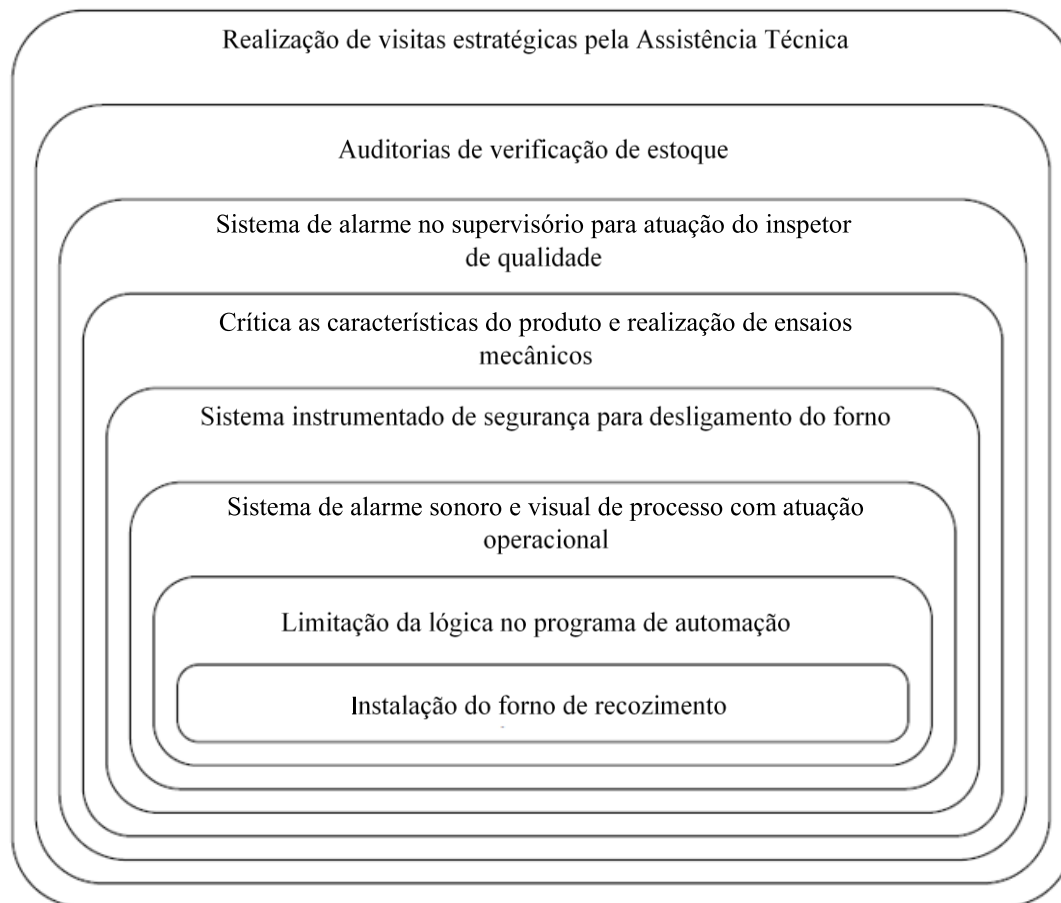 Realização de visitas estratégicas pela Assistência Técnica
Auditorias de verificação de estoque
Sistema de alarme no supervisório para atuação do inspetor
de qualidade
Crítica as características do produto e realização de ensaios
mecânicos
Sistema instrumentado de segurança para desligamento do forno
Sistema de alarme sonoro e visual de processo com atuação
operacional
Limitação da lógica no programa de automação
Instalação do forno de recozimento